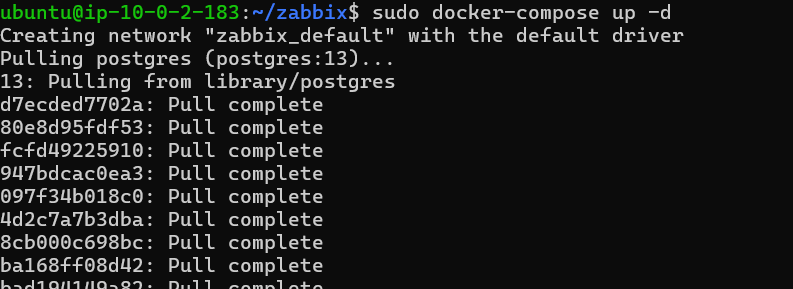 ubuntu@ip-10-0-2-183:~/zabbix$ sudo docker-compose up -d
Creating network "zabbix_default" with the default driver
Pulling postgres (postgres:13)...
13: Pulling from library/postgres
d7ecded7702a: Pull complete
80e8d95fdf53: Pull complete
fcfd49225910: Pull complete
947bdcac0ea3: Pull complete
097f34b018c0: Pull complete
4d2c7a7b3dba: Pull complete
8cb000c698bc: Pull complete
ba168ff08d42: Pull complete
bad194149a82: Pull complete